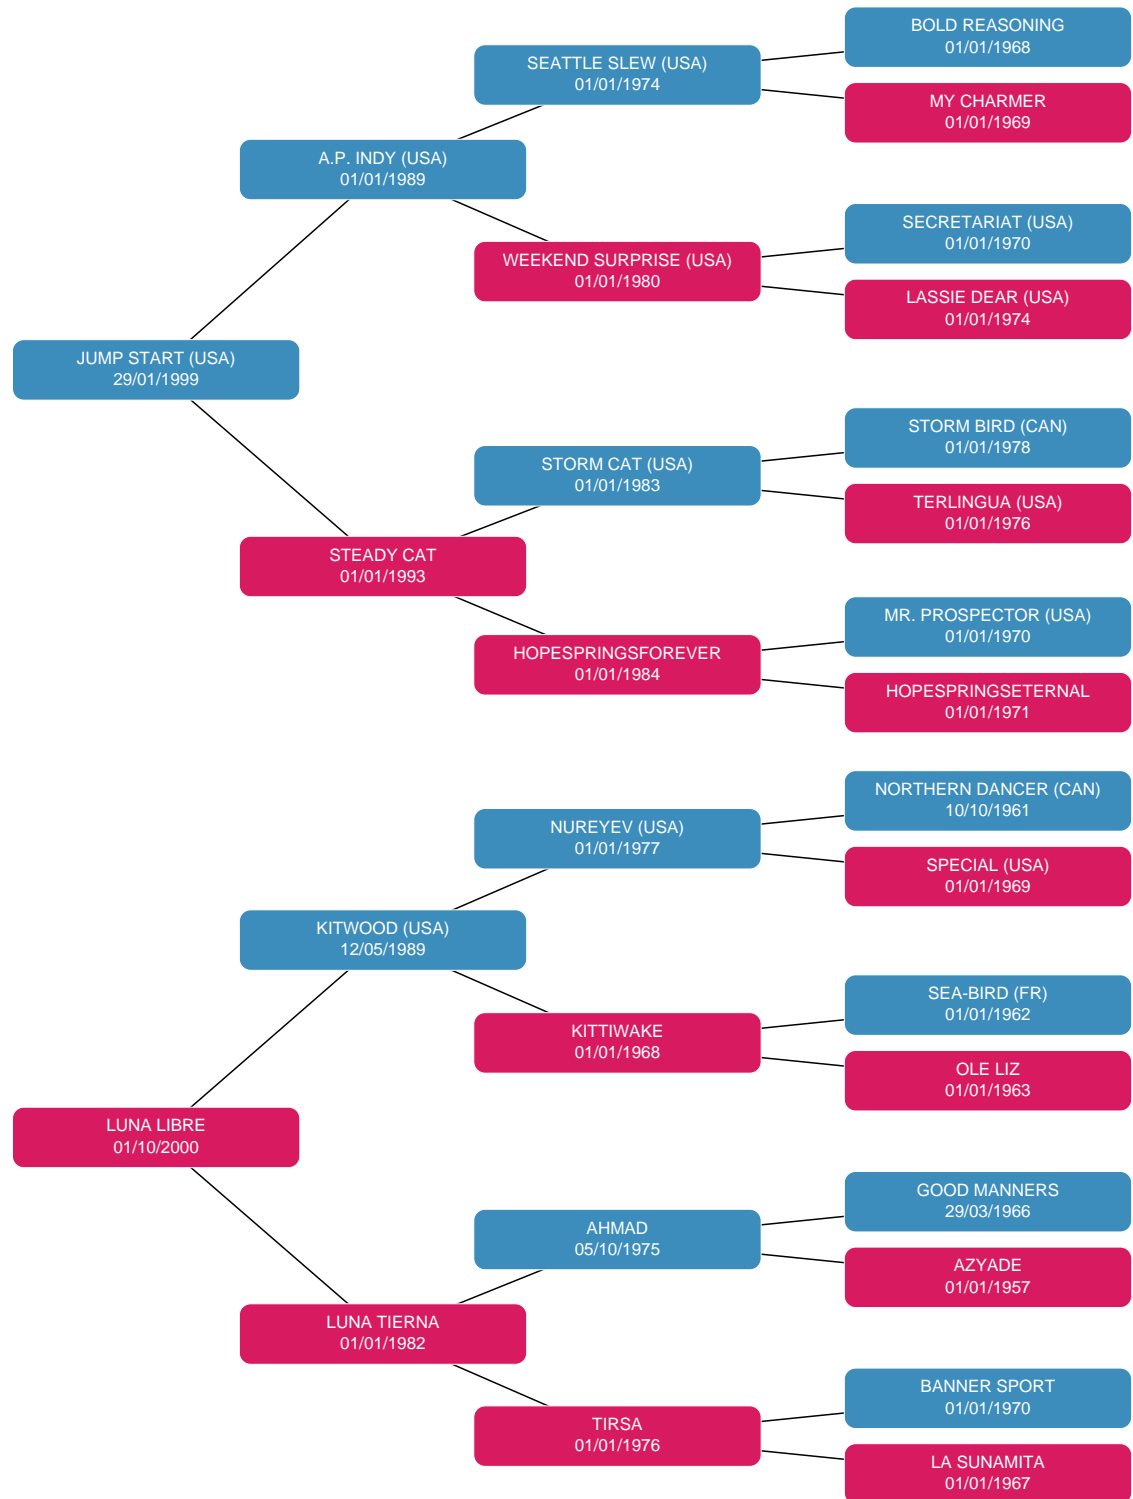 BOLD REASONING
01/01/1968
SEATTLE SLEW (USA)
01/01/1974
MY CHARMER
01/01/1969
A.P. INDY (USA)
01/01/1989
SECRETARIAT (USA)
01/01/1970
WEEKEND SURPRISE (USA)
01/01/1980
LASSIE DEAR (USA)
01/01/1974
JUMP START (USA)
29/01/1999
STORM BIRD (CAN)
01/01/1978
STORM CAT (USA)
01/01/1983
TERLINGUA (USA)
01/01/1976
STEADY CAT
01/01/1993
MR. PROSPECTOR (USA)
01/01/1970
HOPESPRINGSFOREVER
01/01/1984
HOPESPRINGSETERNAL
01/01/1971
NORTHERN DANCER (CAN)
10/10/1961
NUREYEV (USA)
01/01/1977
SPECIAL (USA)
01/01/1969
KITWOOD (USA)
12/05/1989
SEA-BIRD (FR)
01/01/1962
KITTIWAKE
01/01/1968
OLE LIZ
01/01/1963
LUNA LIBRE
01/10/2000
GOOD MANNERS
29/03/1966
AHMAD
05/10/1975
AZYADE
01/01/1957
LUNA TIERNA
01/01/1982
BANNER SPORT
01/01/1970
TIRSA
01/01/1976
LA SUNAMITA
01/01/1967